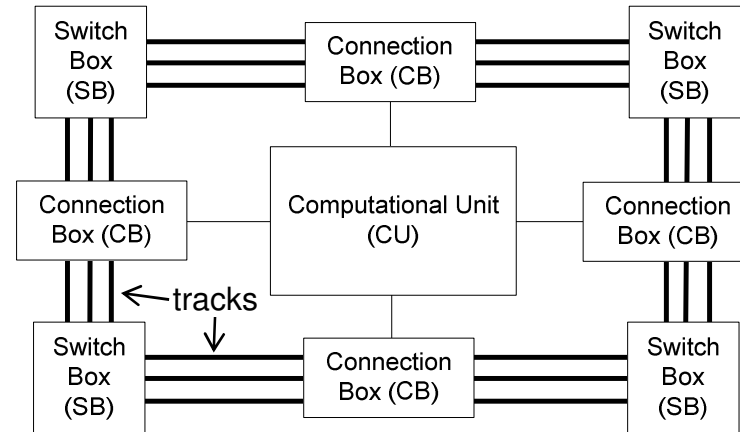 Switch
Box
(SB)
Connection
Box (CB)
Switch
Box
(SB)
Connection
Box (CB)
Computational Unit
(CU)
Connection
Box (CB)
tracks
Switch
Box
(SB)
Connection
Box (CB)
Switch
Box
(SB)